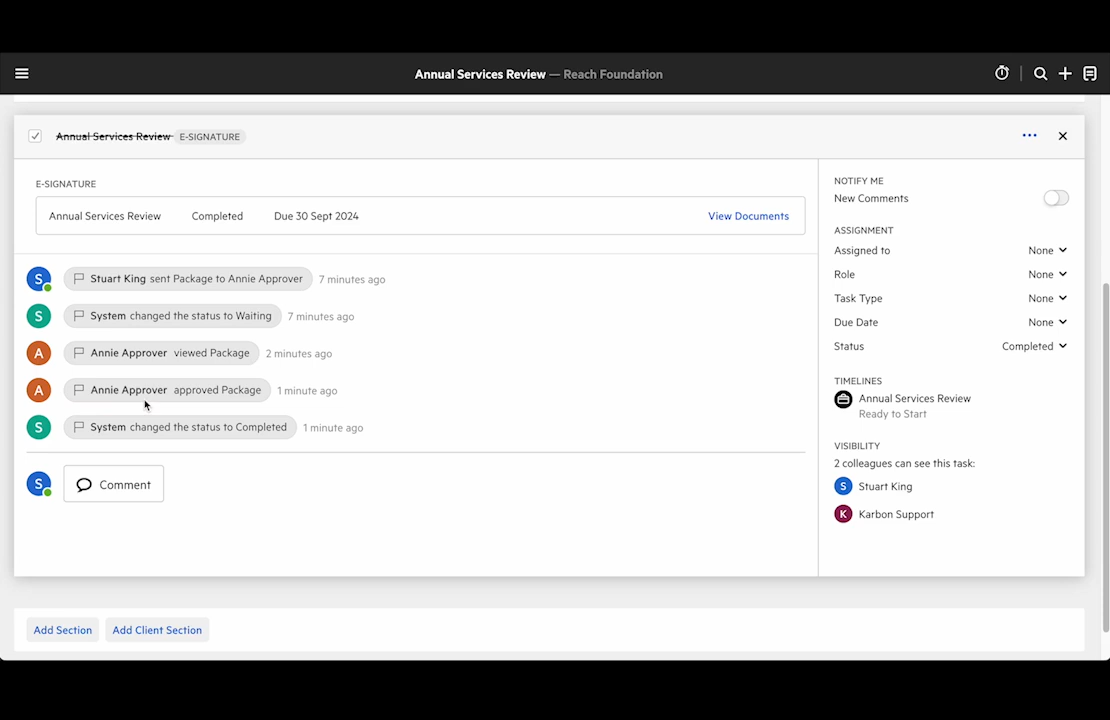 Annual Services Review — Reach Foundation
Annual Services Review E-SIGNATURE
E-SIGNATURE
Annual Services Review Completed Due 30 Sept 2024 View Documents
S Stuart King sent Package to Annie Approver 7 minutes ago
S System changed the status to Waiting 7 minutes ago
A Annie Approver viewed Package 2 minutes ago
A Annie Approver approved Package 1 minute ago
S System changed the status to Completed 1 minute ago
S Comment
NOTIFY ME
New Comments
ASSIGNMENT
Assigned to None
Role None
Task Type None
Due Date None
Status Completed
TIMELINES
Annual Services Review
Ready to Start
VISIBILITY
2 colleagues can see this task:
S Stuart King
K Karbon Support
Add Section Add Client Section